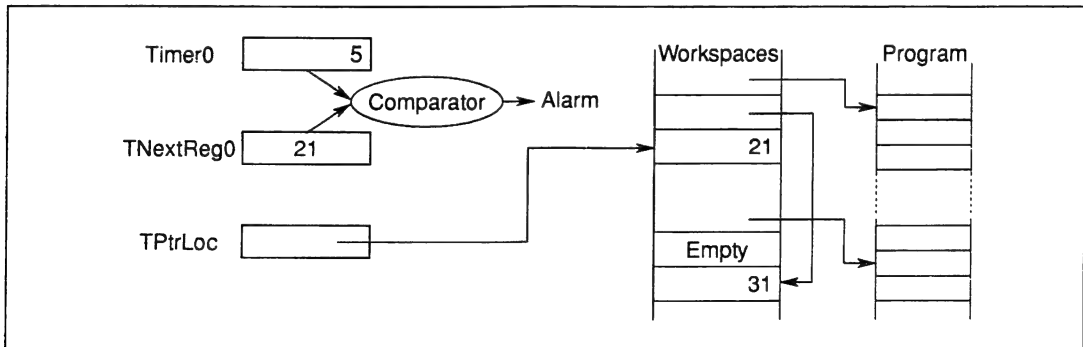 Timer0
5
Workspaces
Program
Comparator
Alarm
TNextReg0
21
21
TPtrLoc
Empty
31